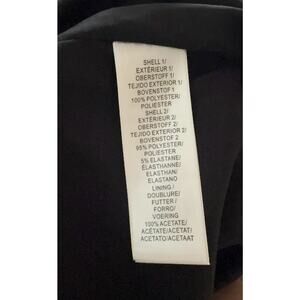 SHELL 1/
EXTÉRIEUR 1/
OBERSTOFF 1/
TEJIDO EXTERIOR 1/
BOVENSTOF 1
100% POLYESTER/
POLIESTER
SHELL 2/
EXTÉRIEUR 2/
OBERSTOFF 2/
TEJIDO EXTERIOR 2/
BOVENSTOF 2
95% POLYESTER/
POLIESTER
5% ELASTANE/
ÉLASTHANNE/
ELASTHAN/
ELASTANO
LINING/
DOUBLURE/
FUTTER/
FORRO/
VOERING
100% ACETATE/
ACÉTATE/ACETAT/
ACETATO/ACETAAT